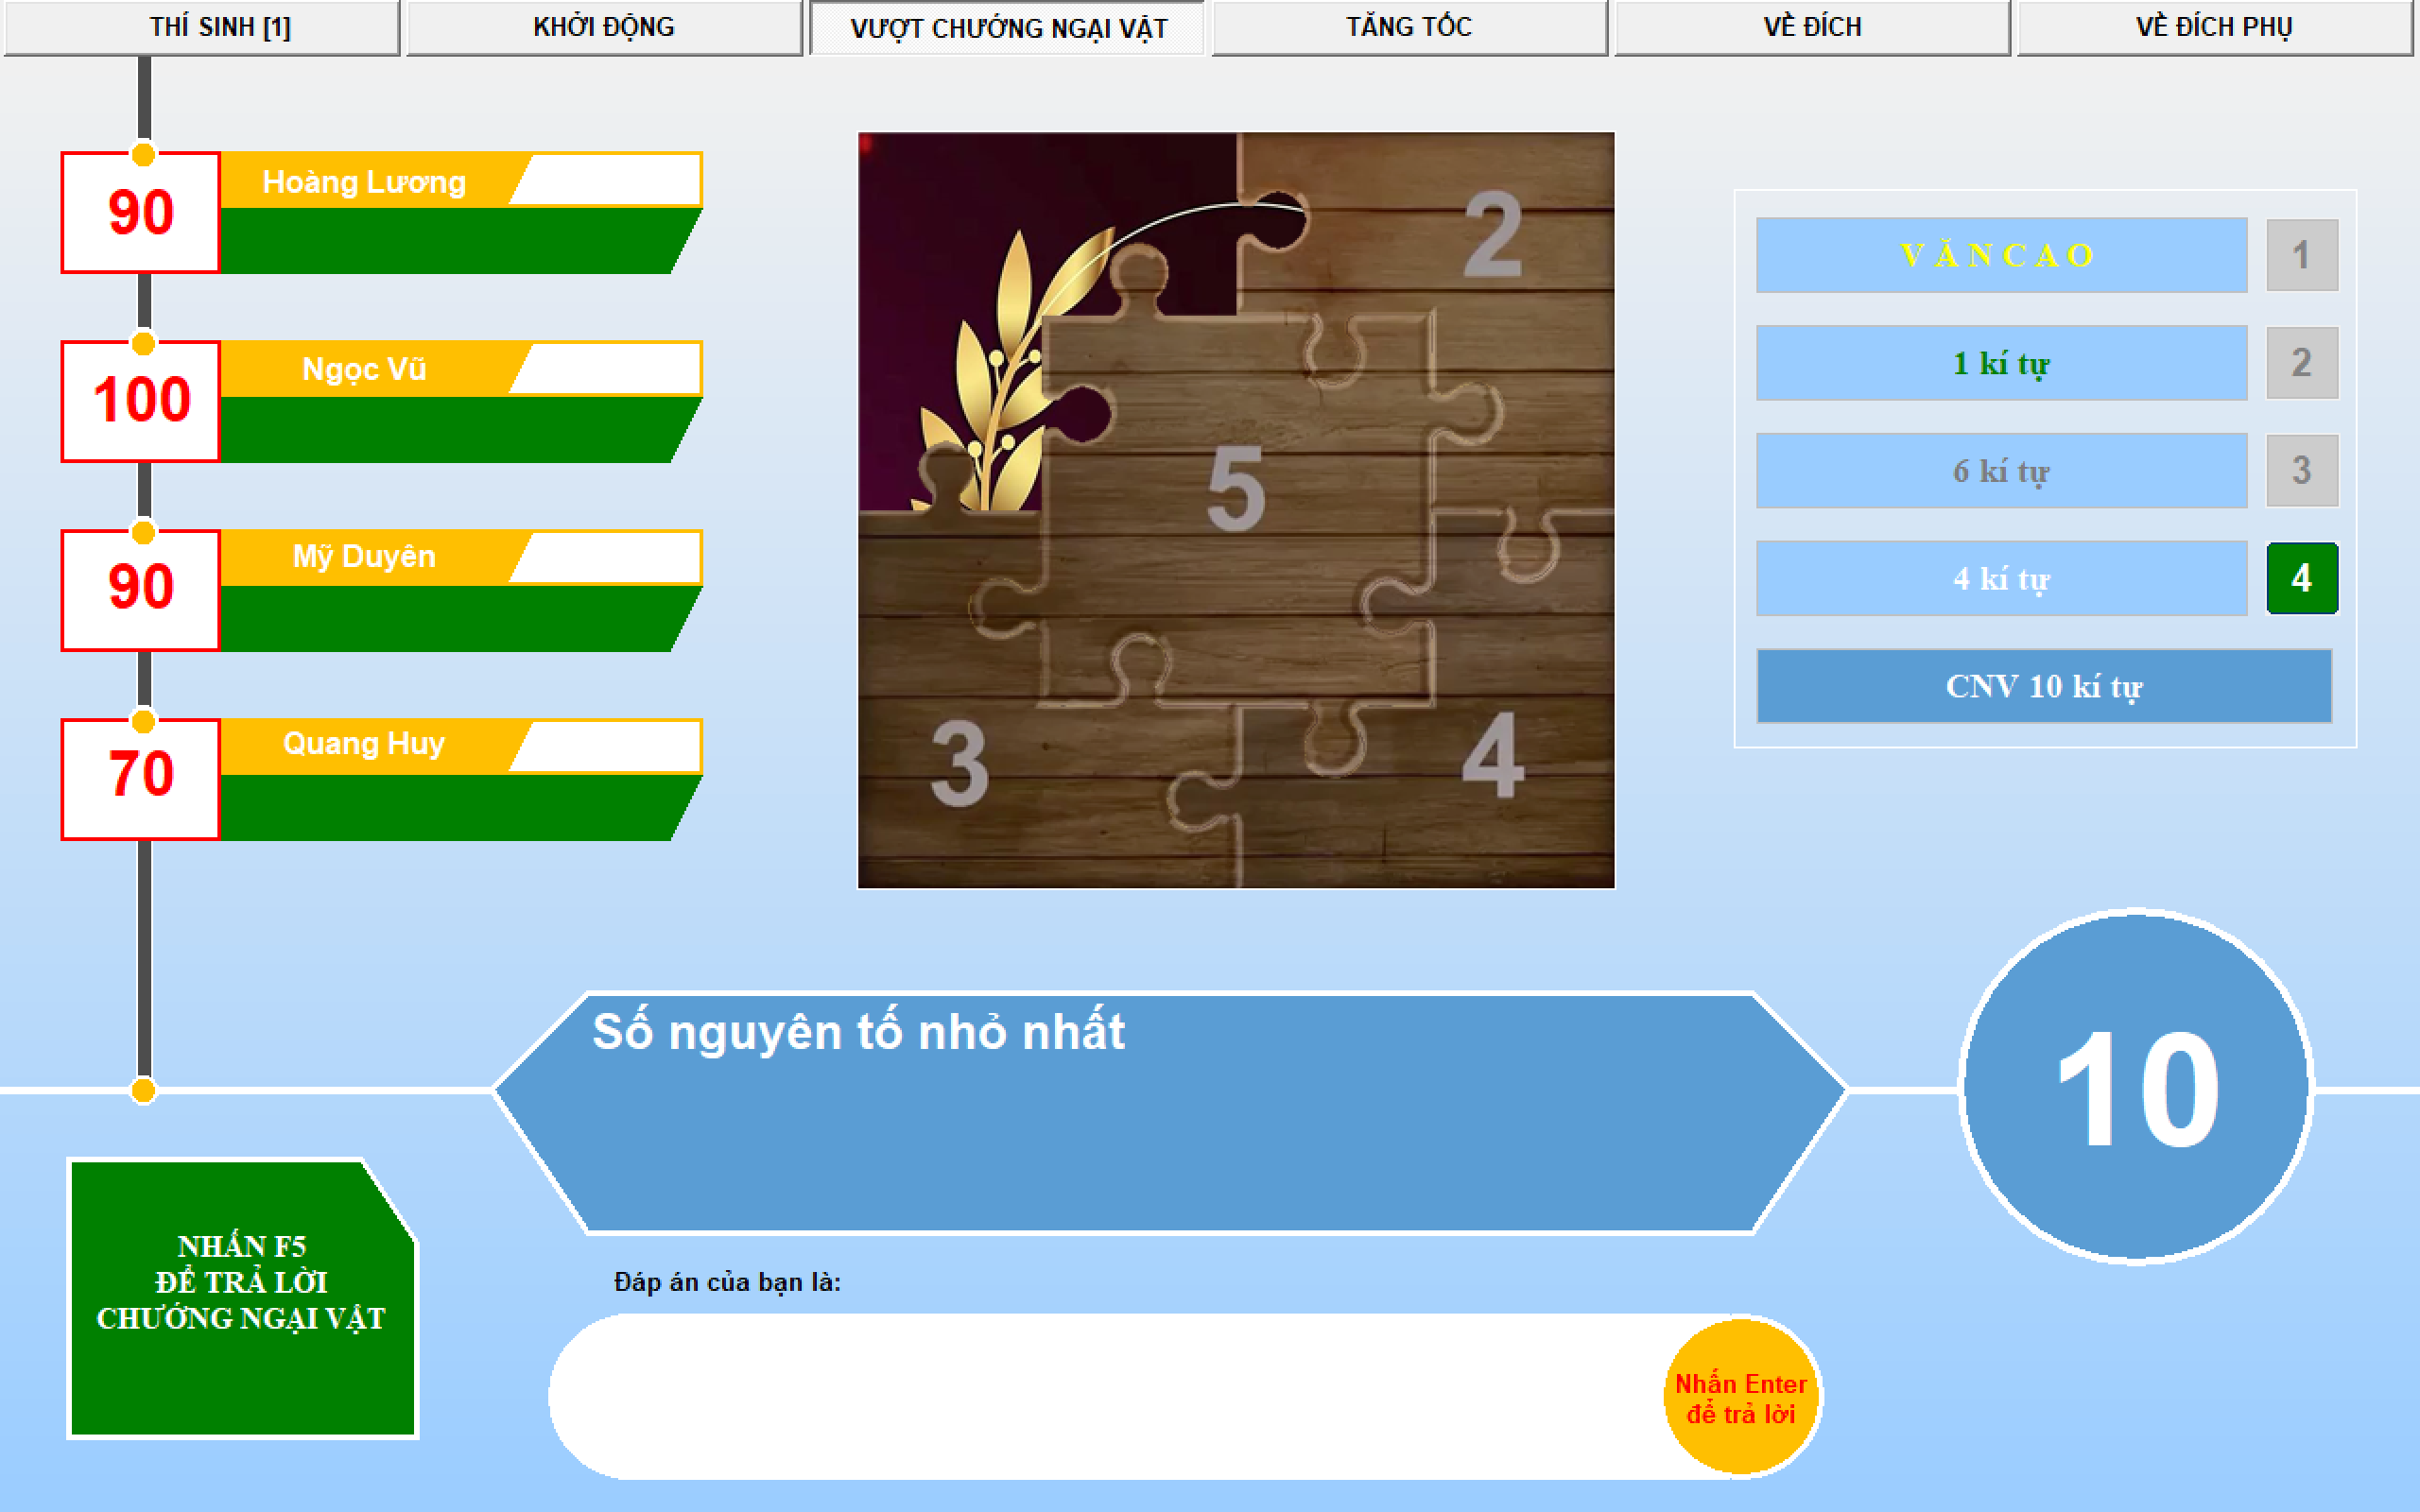 THÍ SINH [1]
KHỞI ĐỘNG
VƯỢT CHƯỚNG NGẠI VẬT
TĂNG TỐC
VỀ ĐÍCH
VỀ ĐÍCH PHỤ
90
Hoàng Lương
100
Ngọc Vũ
90
Mỹ Duyên
70
Quang Huy
2
5
3
4
V Ă N C A O
1
1 kí tự
2
6 kí tự
3
4 kí tự
4
CNV 10 kí tự
Số nguyên tố nhỏ nhất
10
NHẤN F5
ĐỂ TRẢ LỜI
CHƯỚNG NGẠI VẬT
Đáp án của bạn là:
Nhấn Enter
để trả lời